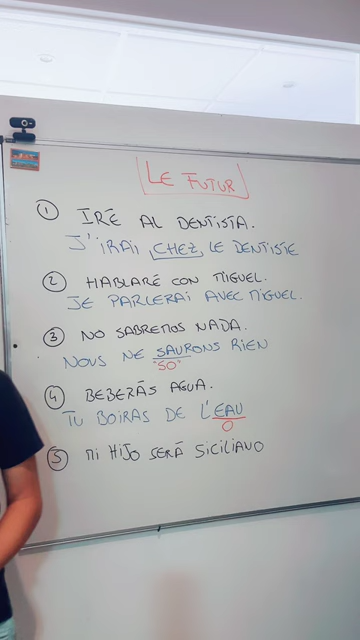 LE FUTUR
① IRÉ AL DENTISTA.
J'IRAI CHEZ LE DENTISTE
② HABLARÉ CON MIGUEL.
JE PARLERAI AVEC MIGUEL.
③ NO SABREMOS NADA.
NOUS NE SAURONS RIEN
"SO"
④ BEBERÁS AGUA.
TU BOIRAS DE L'EAU
O
⑤ MI HIJO SERÁ SICILIANO